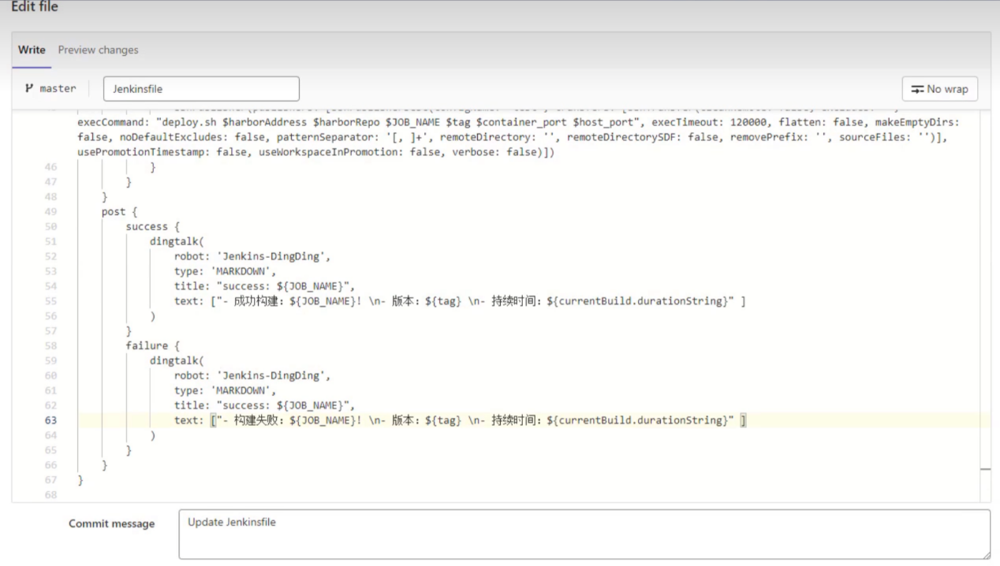 Edit file
Write Preview changes
master Jenkinsfile No wrap
execCommand: "deploy.sh $harborAddress $harborRepo $JOB_NAME $tag $container_port $host_port", execTimeout: 120000, flatten: false, makeEmptyDirs:
false, noDefaultExcludes: false, patternSeparator: '[, ]+', remoteDirectory: '', remoteDirectorySDF: false, removePrefix: '', sourceFiles: '')],
usePromotionTimestamp: false, useWorkspaceInPromotion: false, verbose: false)])
46 }
47 }
48 }
49 post {
50 success {
51 dingtalk(
52 robot: 'Jenkins-DingDing',
53 type: 'MARKDOWN',
54 title: "success: ${JOB_NAME}",
55 text: ["- 成功构建：${JOB_NAME}! \n- 版本：${tag} \n- 持续时间：${currentBuild.durationString}" ]
56 )
57 }
58 failure {
59 dingtalk(
60 robot: 'Jenkins-DingDing',
61 type: 'MARKDOWN',
62 title: "success: ${JOB_NAME}",
63 text: ["- 构建失败：${JOB_NAME}! \n- 版本：${tag} \n- 持续时间：${currentBuild.durationString}" ]
64 )
65 }
66 }
67 }
68
Commit message Update Jenkinsfile